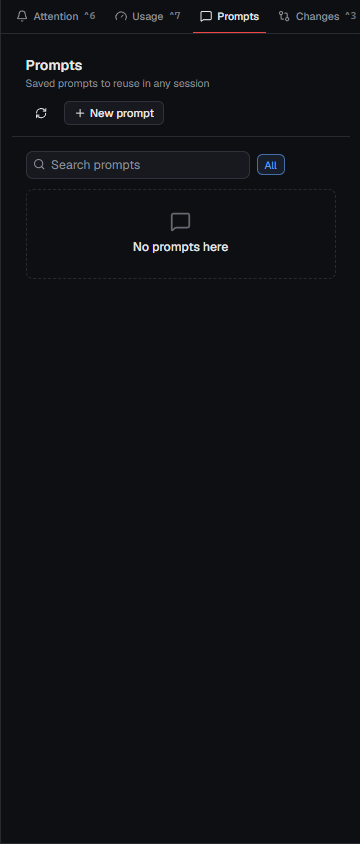 Attention ^6 Usage ^7 Prompts Changes ^3
Prompts
Saved prompts to reuse in any session
New prompt
Search prompts All
No prompts here